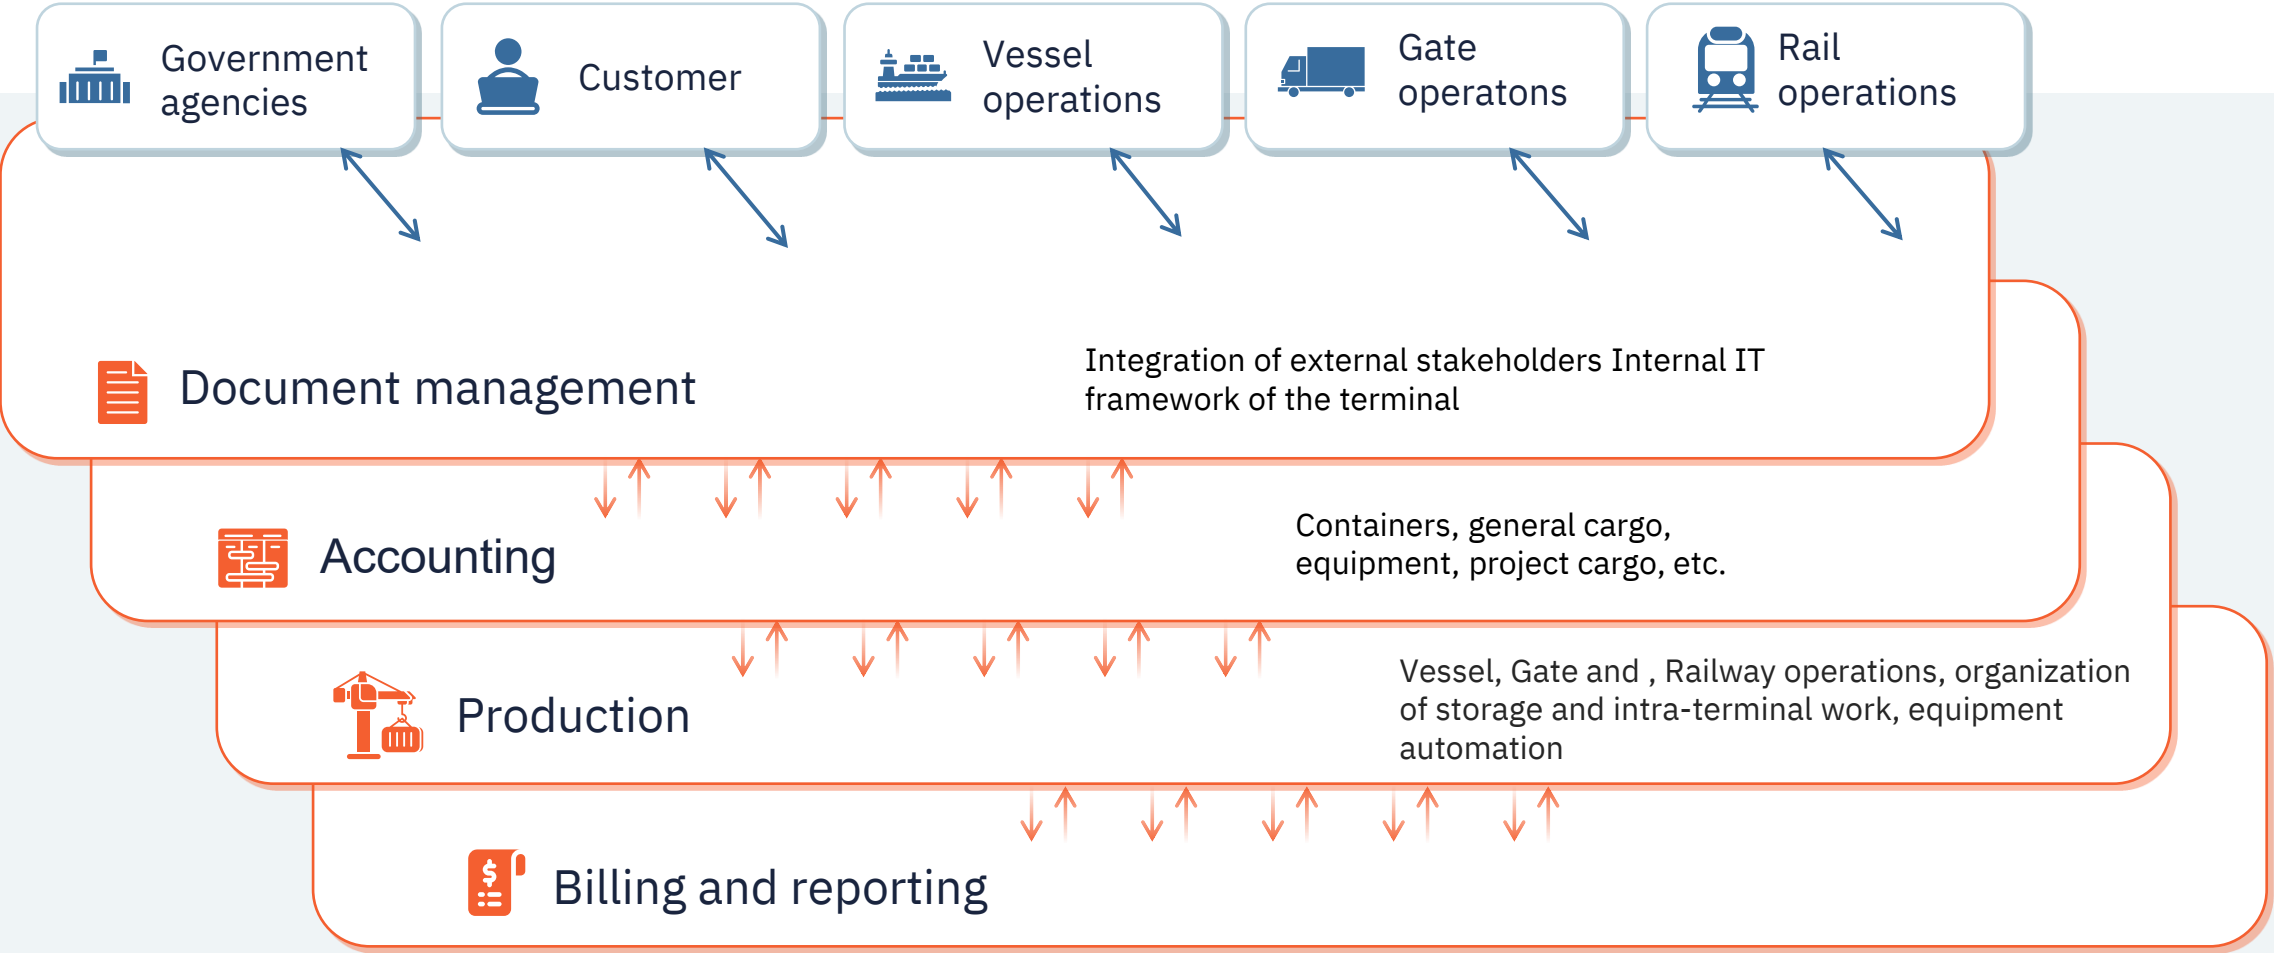 Government
agencies
Customer
Vessel
operations
Gate
operatons
Rail
operations
Document management
Integration of external stakeholders Internal IT
framework of the terminal
Accounting
Containers, general cargo,
equipment, project cargo, etc.
Production
Vessel, Gate and , Railway operations, organization
of storage and intra-terminal work, equipment
automation
$
Billing and reporting